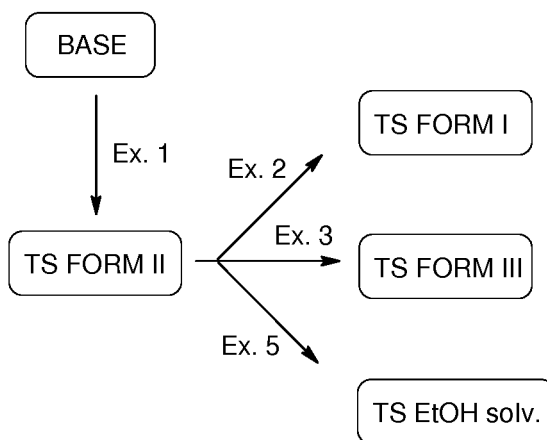 BASE
Ex. 1
TS FORM I
Ex. 2
TS FORM II
Ex. 3
TS FORM III
Ex. 5
TS EtOH solv.